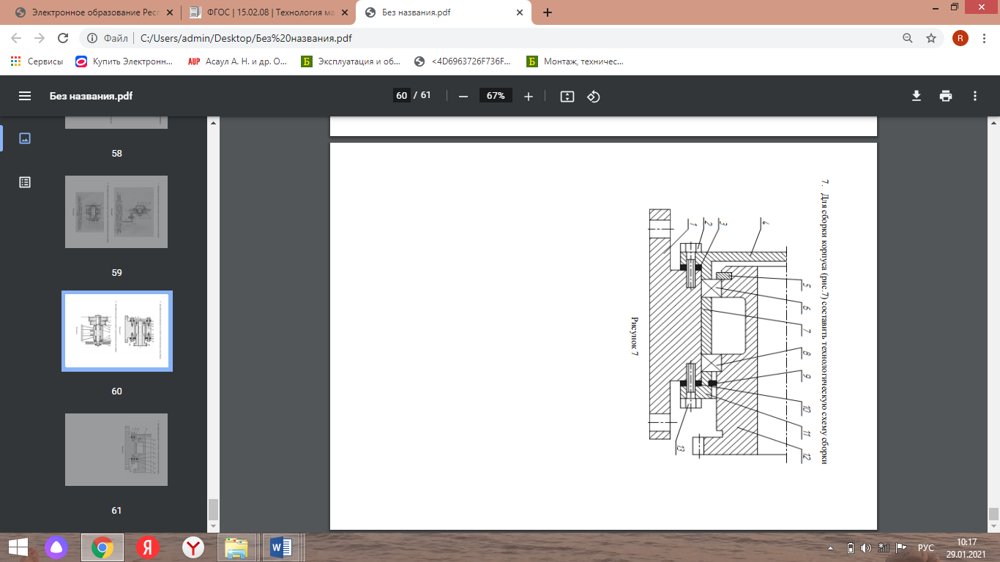 Электронное образование Респ
ФГОС | 15.02.08 | Технология ма
Без названия.pdf
Файл
C:/Users/admin/Desktop/Без%20названия.pdf
R
Сервисы
Купить Электронн...
AUP
Асаул А. Н. и др. О...
Б
Эксплуатация и об...
<4D6963726F736F...
Б
Монтаж, техничес...
Без названия.pdf
60 / 61
67%
58
59
60
61
7. Для сборки корпуса (рис.7) составить технологическую схему сборки
1
2
3
4
5
6
7
8
9
10
11
12
13
Рисунок 7
Я
Y
W
РУС
10:17
29.01.2021